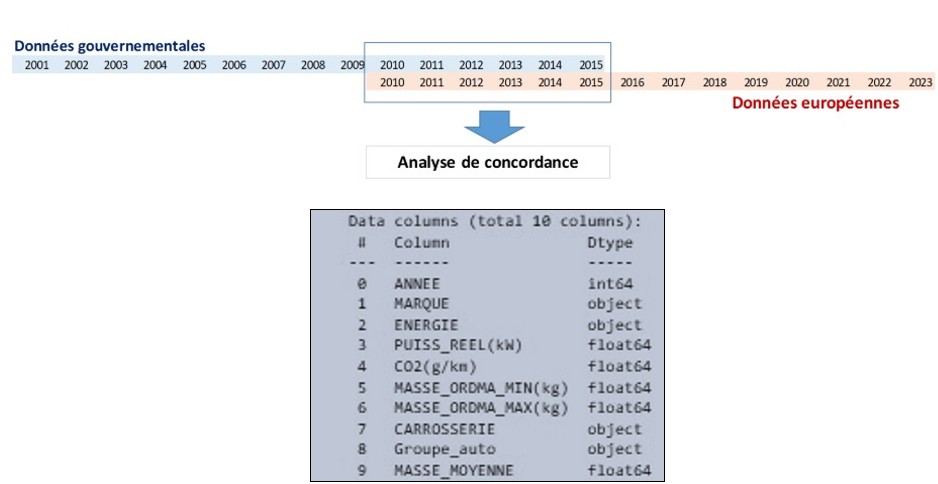 Données gouvernementales
2001 2002 2003 2004 2005 2006 2007 2008 2009 2010 2011 2012 2013 2014 2015
2010 2011 2012 2013 2014 2015 2016 2017 2018 2019 2020 2021 2022 2023
Données européennes
Analyse de concordance
Data columns (total 10 columns):
# Column Dtype
--- ------ -----
0 ANNEE int64
1 MARQUE object
2 ENERGIE object
3 PUISS_REEL(kW) float64
4 CO2(g/km) float64
5 MASSE_ORDMA_MIN(kg) float64
6 MASSE_ORDMA_MAX(kg) float64
7 CARROSSERIE object
8 Groupe_auto object
9 MASSE_MOYENNE float64